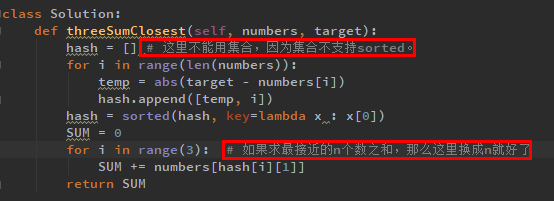 class Solution:
    def threeSumClosest(self, numbers, target):
        hash = [] # 这里不能用集合，因为集合不支持sorted。
        for i in range(len(numbers)):
            temp = abs(target - numbers[i])
            hash.append([temp, i])
        hash = sorted(hash, key=lambda x : x[0])
        SUM = 0
        for i in range(3):  # 如果求最接近的n个数之和，那么这里换成n就好了
            SUM += numbers[hash[i][1]]
        return SUM